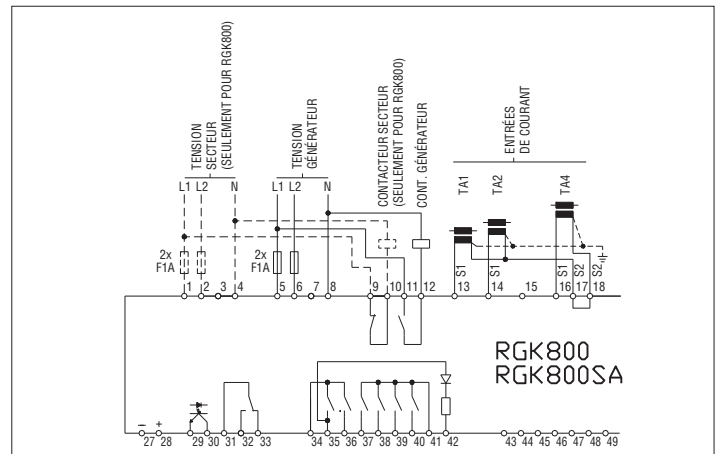 TENSION
SECTEUR
(SEULEMENT POUR RGK800)
TENSION
GÉNÉRATEUR
CONTACTEUR SECTEUR
(SEULEMENT POUR RGK800)
CONT. GÉNÉRATEUR
ENTRÉES
DE COURANT
TA1
TA2
TA4
L1 L2 N
L1 L2 N
2x
F1A
2x
F1A
S1 S1 S1 S2 S2
1 2 3 4 5 6 7 8 9 10 11 12 13 14 15 16 17 18
RGK800
RGK800SA
– +
27 28 29 30 31 32 33 34 35 36 37 38 39 40 41 42 43 44 45 46 47 48 49